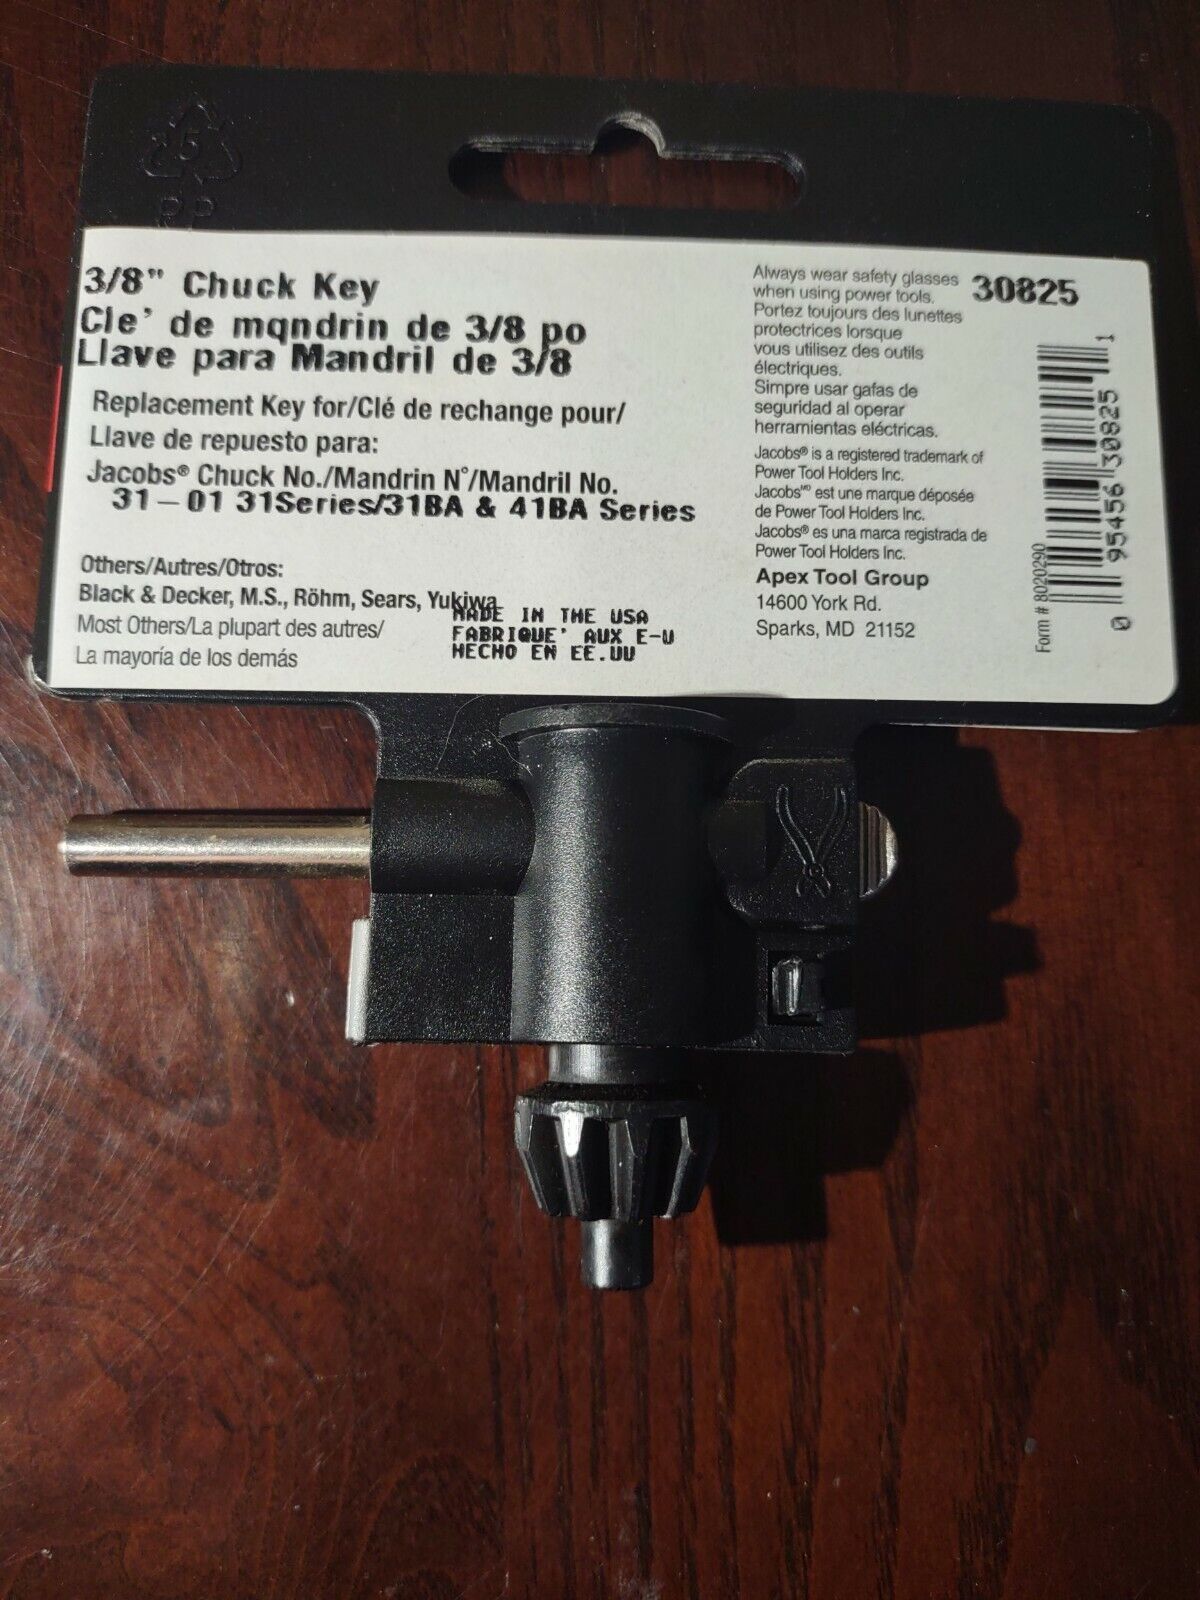 5
PP
3/8" Chuck Key
Cle' de mqndrin de 3/8 po
Llave para Mandril de 3/8
Replacement Key for/Clé de rechange pour/
Llave de repuesto para:
Jacobs® Chuck No./Mandrin N°/Mandril No.
31-01 31Series/31BA & 41BA Series
Others/Autres/Otros:
Black & Decker, M.S., Röhm, Sears, Yukiwa
Most Others/La plupart des autres/
La mayoría de los demás
MADE IN THE USA
FABRIQUE' AUX E-U
HECHO EN EE.UU
Always wear safety glasses
when using power tools.
Portez toujours des lunettes
protectrices lorsque
vous utilisez des outils
électriques.
Simpre usar gafas de
seguridad al operar
herramientas eléctricas.
Jacobs® is a registered trademark of
Power Tool Holders Inc.
Jacobs᪲ᴰ est une marque déposée
de Power Tool Holders Inc.
Jacobs® es una marca registrada de
Power Tool Holders Inc.
Apex Tool Group
14600 York Rd.
Sparks, MD 21152
30825
Form # 8020290
0 95456 30825 1